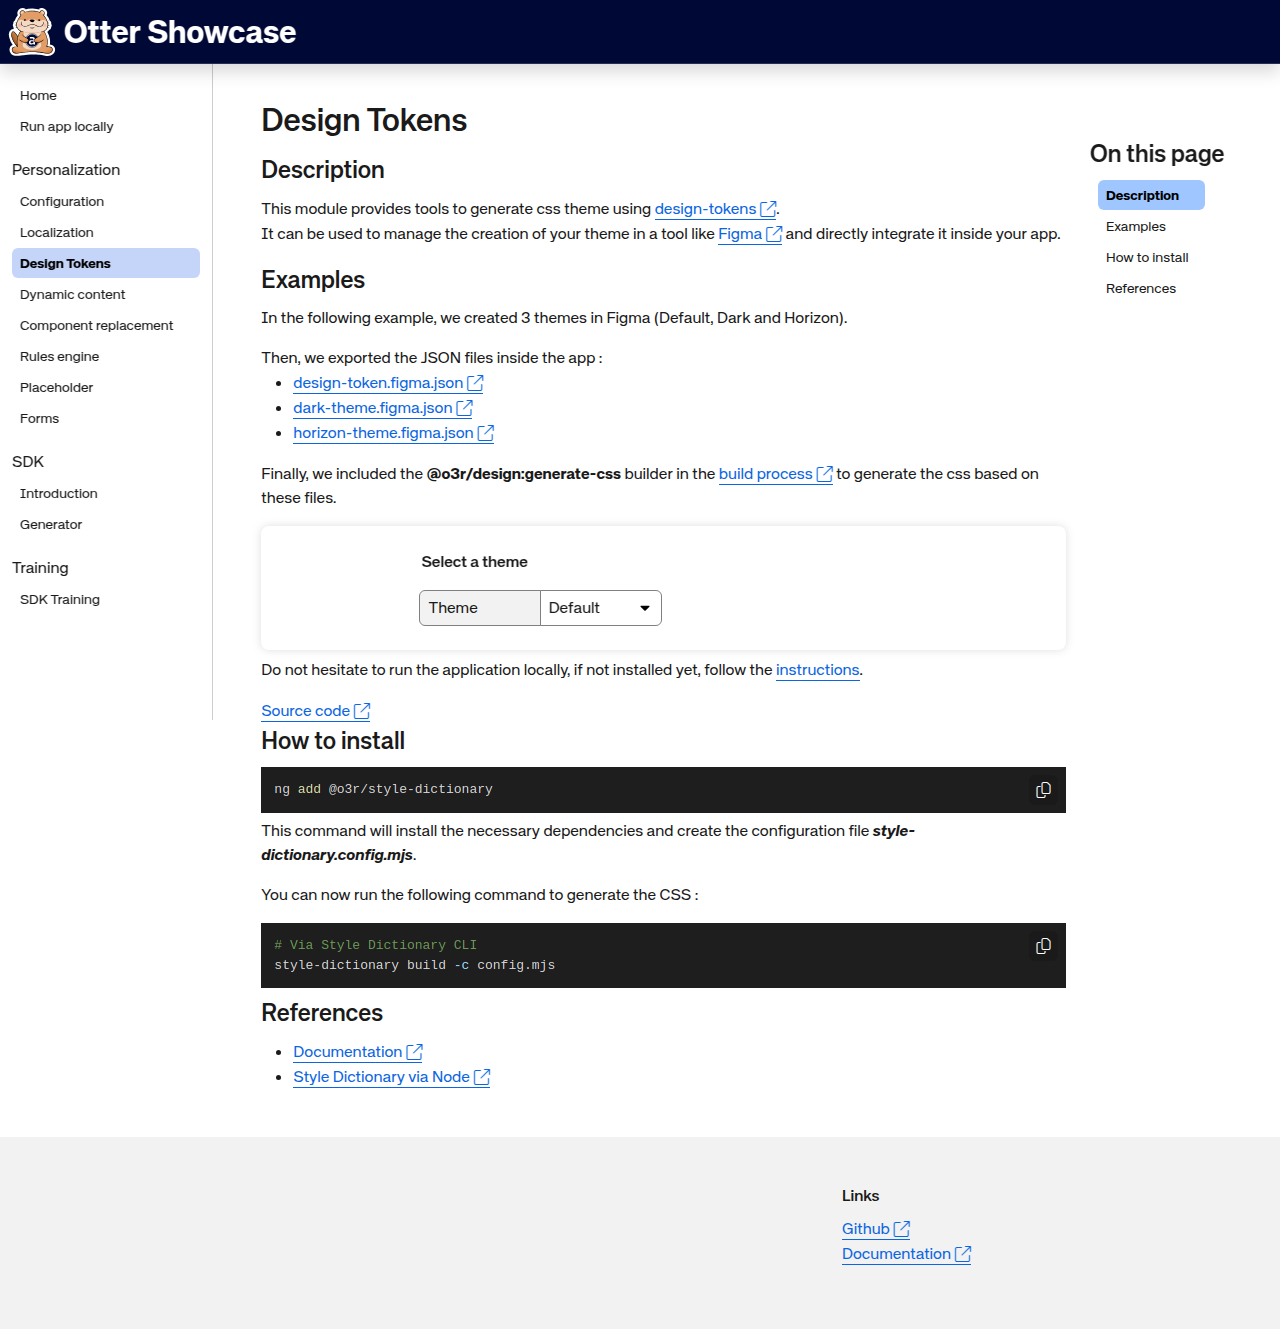 Otter Showcase
Home
Run app locally
Personalization
Configuration
Localization
Design Tokens
Dynamic content
Component replacement
Rules engine
Placeholder
Forms
SDK
Introduction
Generator
Training
SDK Training
Design Tokens
Description
This module provides tools to generate css theme using design-tokens.
It can be used to manage the creation of your theme in a tool like Figma and directly integrate it inside your app.
Examples
In the following example, we created 3 themes in Figma (Default, Dark and Horizon).
Then, we exported the JSON files inside the app :
design-token.figma.json
dark-theme.figma.json
horizon-theme.figma.json
Finally, we included the @o3r/design:generate-css builder in the build process to generate the css based on
these files.
Select a theme
Theme Default
Do not hesitate to run the application locally, if not installed yet, follow the instructions.
Source code
How to install
ng add @o3r/style-dictionary
This command will install the necessary dependencies and create the configuration file style-
dictionary.config.mjs.
You can now run the following command to generate the CSS :
# Via Style Dictionary CLI
style-dictionary build -c config.mjs
References
Documentation
Style Dictionary via Node
On this page
Description
Examples
How to install
References
Links
Github
Documentation